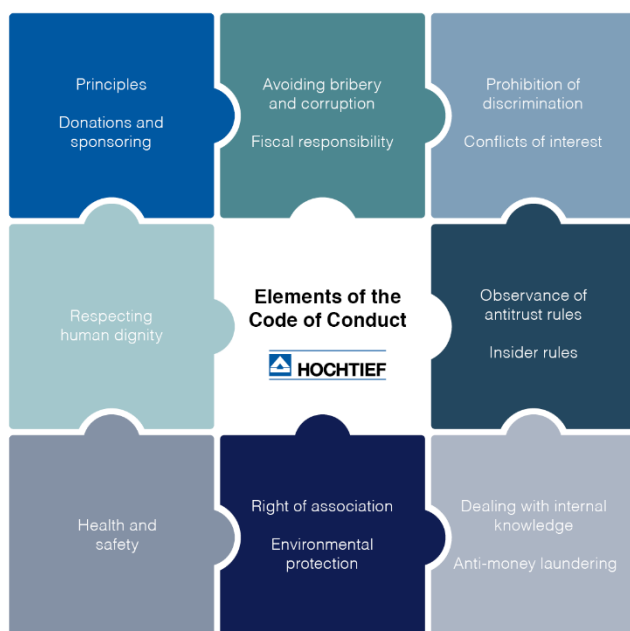 Principles
Donations and
sponsoring
Avoiding bribery
and corruption
Fiscal responsibility
Prohibition of
discrimination
Conflicts of interest
Respecting
human dignity
Elements of the
Code of Conduct
HOCHTIEF
Observance of
antitrust rules
Insider rules
Health and
safety
Right of association
Environmental
protection
Dealing with internal
knowledge
Anti-money laundering